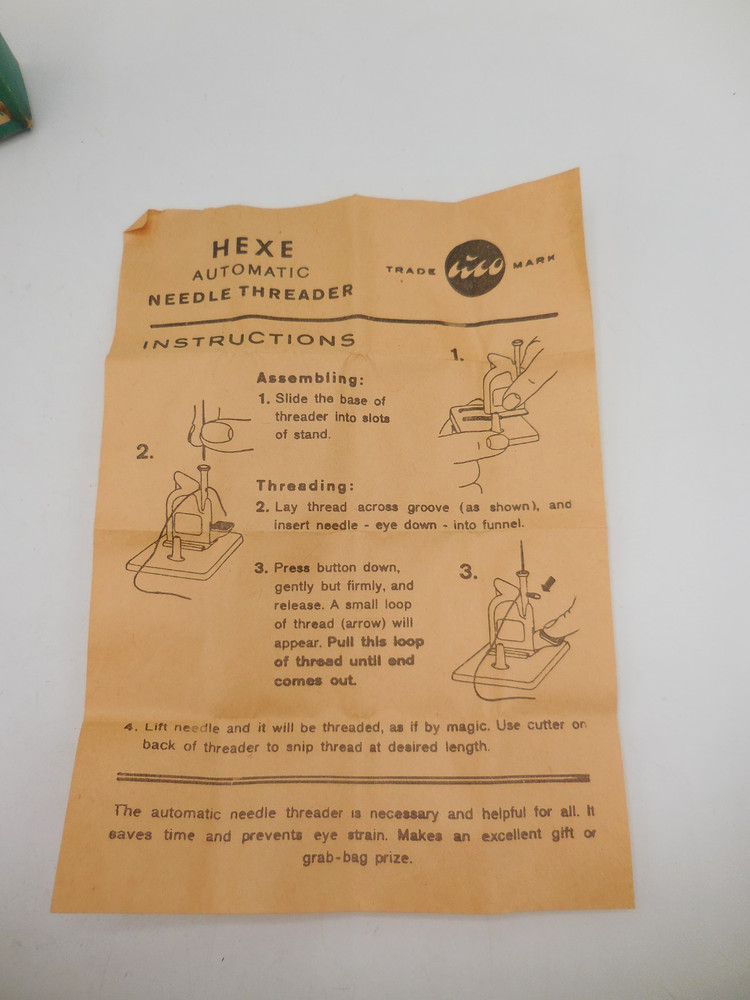 HEXE
AUTOMATIC
NEEDLE THREADER
TRADE MARK
INSTRUCTIONS
1.
Assembling:
1. Slide the base of
threader into slots
of stand.
2.
Threading:
2. Lay thread across groove (as shown), and
insert needle - eye down - into funnel.
3. Press button down,
gently but firmly, and
release. A small loop
of thread (arrow) will
appear. Pull this loop
of thread until end
comes out.
3.
4. Lift needle and it will be threaded, as if by magic. Use cutter on
back of threader to snip thread at desired length.
The automatic needle threader is necessary and helpful for all. It
saves time and prevents eye strain. Makes an excellent gift or
grab-bag prize.